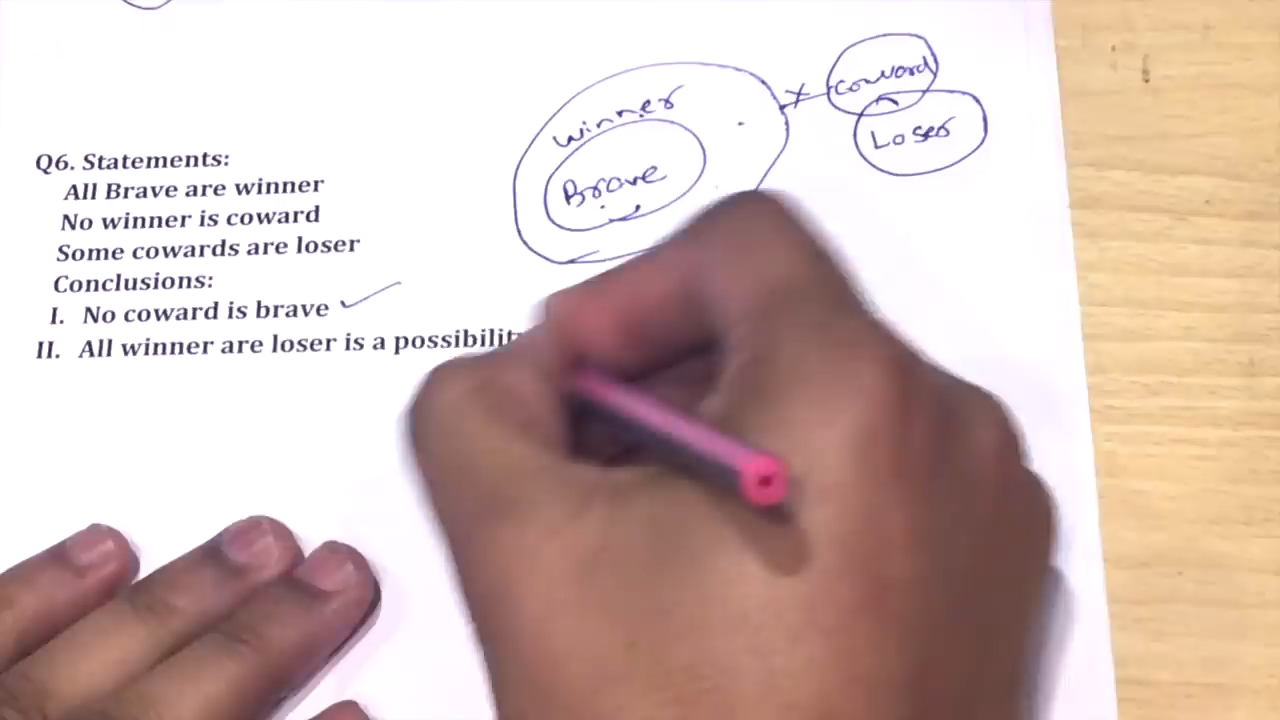 Q6. Statements:
All Brave are winner
No winner is coward
Some cowards are loser
Conclusions:
I. No coward is brave
II. All winner are loser is a
winner
Brave
x
coward
Loser